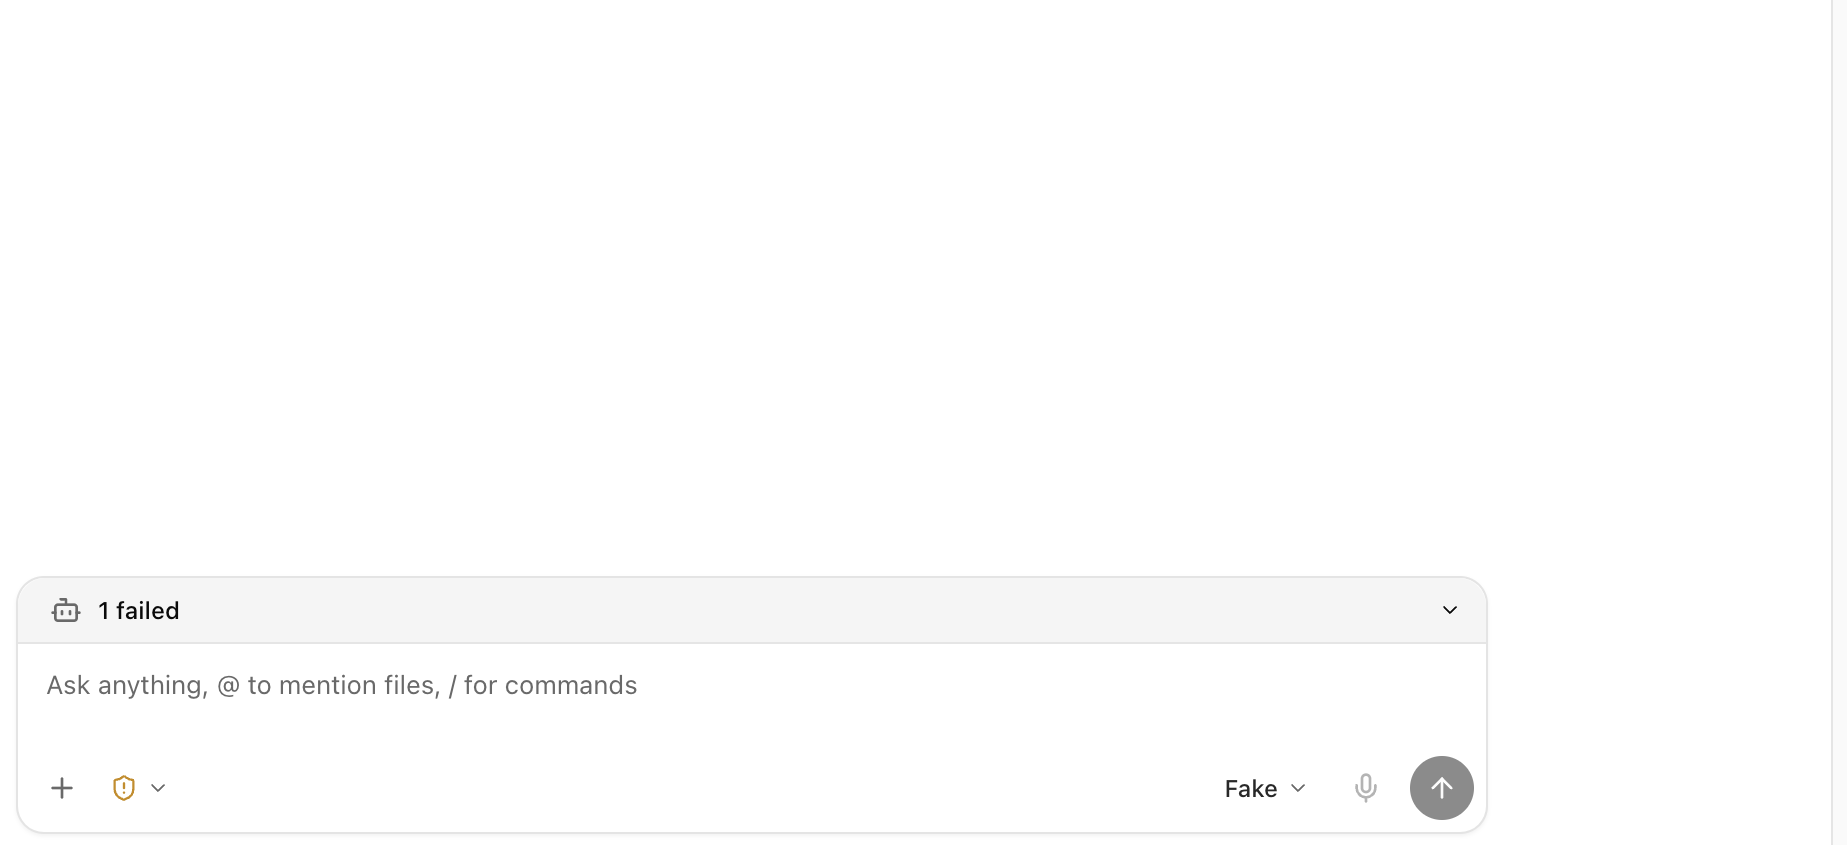 1 failed
Ask anything, @ to mention files, / for commands
Fake